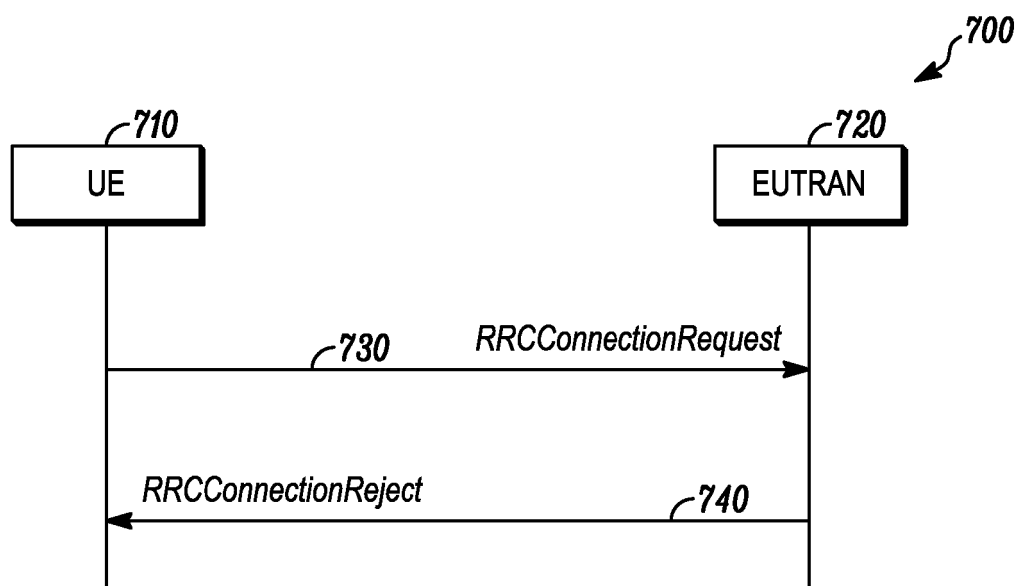 700
710
720
UE
EUTRAN
730
RRCConnectionRequest
RRCConnectionReject
740